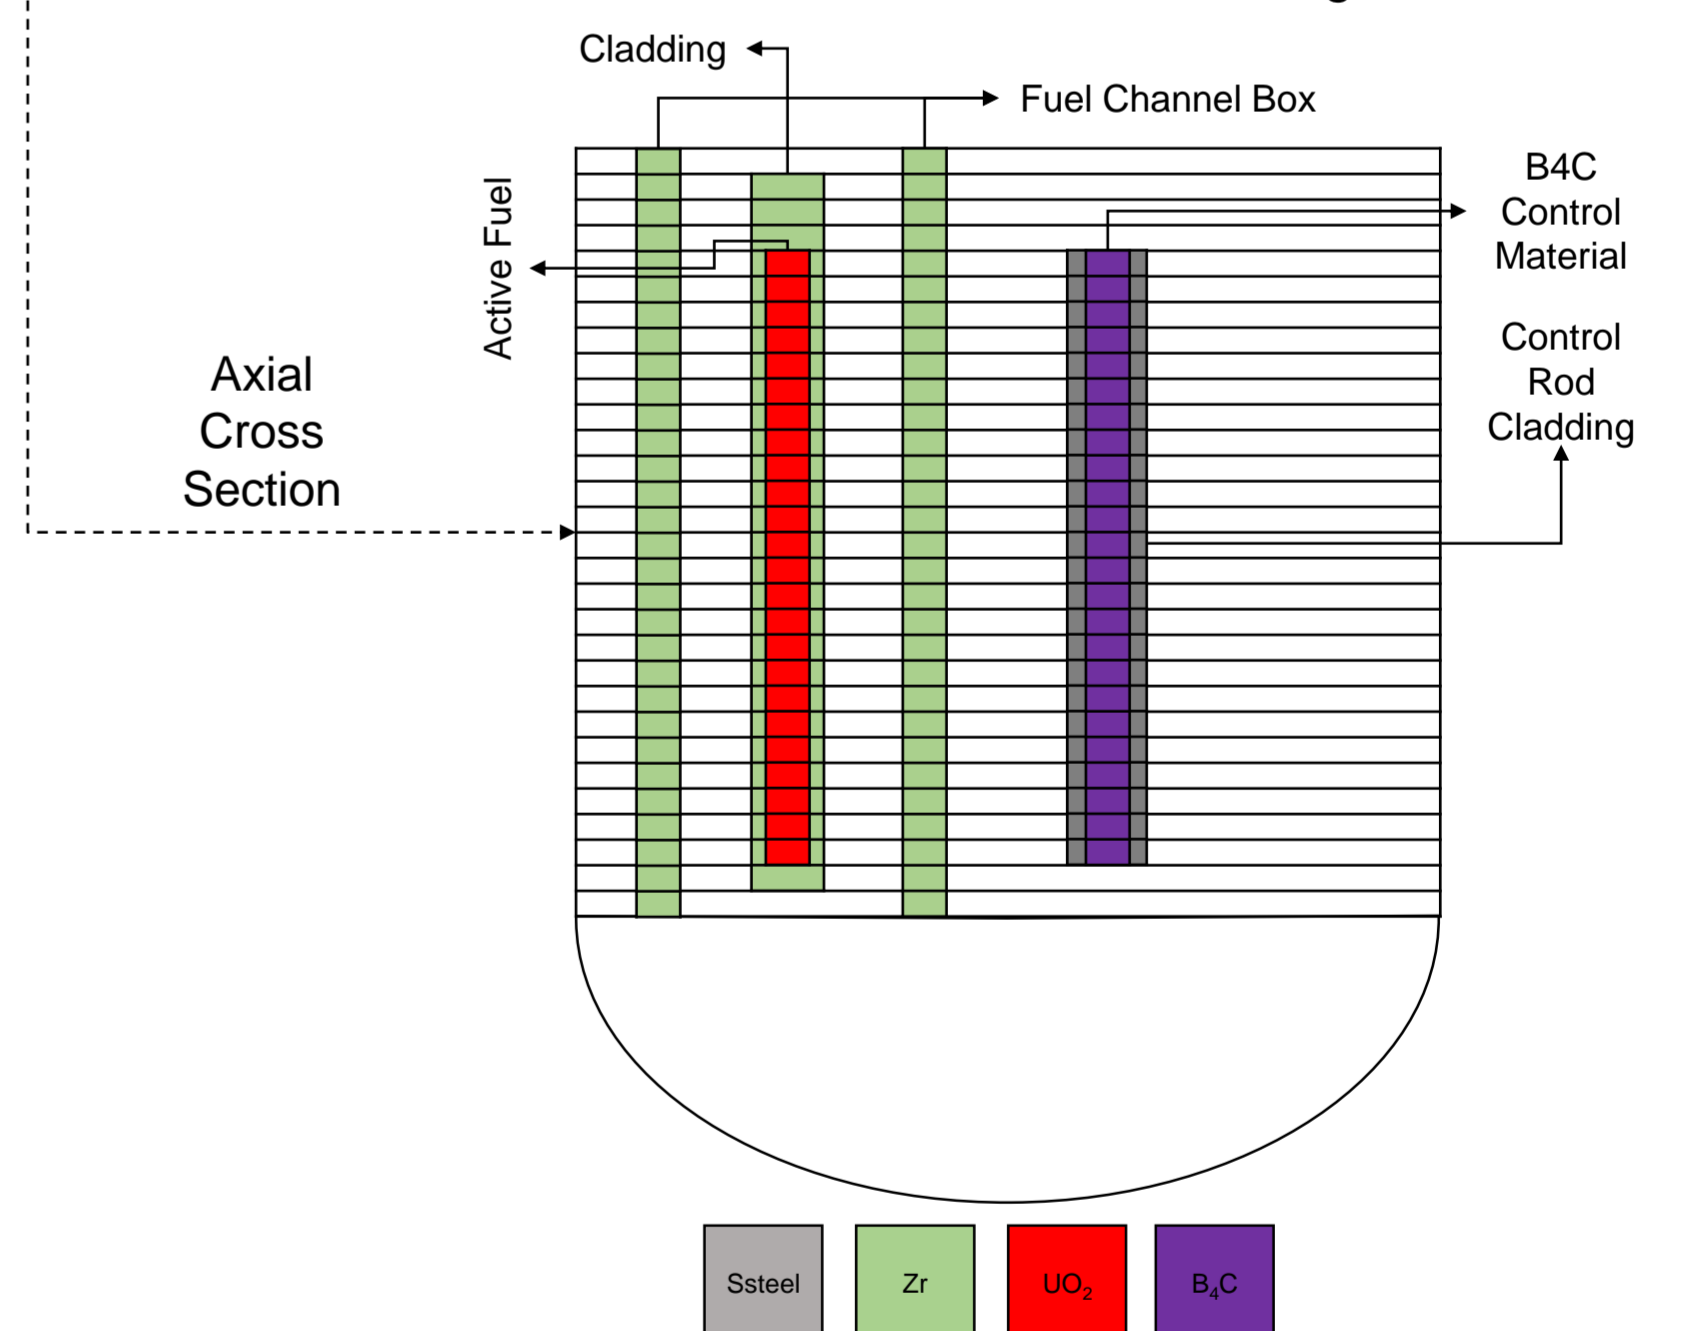 Cladding
Fuel Channel Box
Active Fuel
B4C
Control
Material
Control
Rod
Cladding
Axial
Cross
Section
Ssteel
Zr
UO₂
B₄C